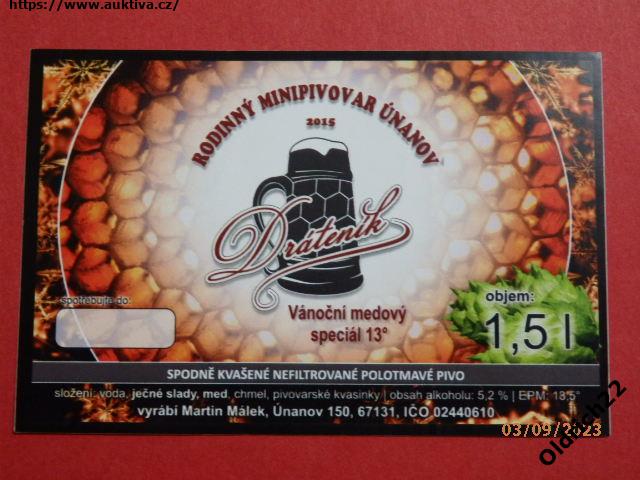 https://www.auktiva.cz/
RODINNÝ MINIPIVOVAR ÚNANOV
2015
Dráteník
Vánoční medový
speciál 13°
spotřebujte do:
objem:
1,5 l
SPODNĚ KVAŠENÉ NEFILTROVANÉ POLOTMAVÉ PIVO
složení: voda, ječné slady, med, chmel, pivovarské kvasinky | obsah alkoholu: 5,2 % | EPM: 13,5°
vyrábí Martin Málek, Únanov 150, 67131, IČO 02440610
03/09/2023
Oldrich22